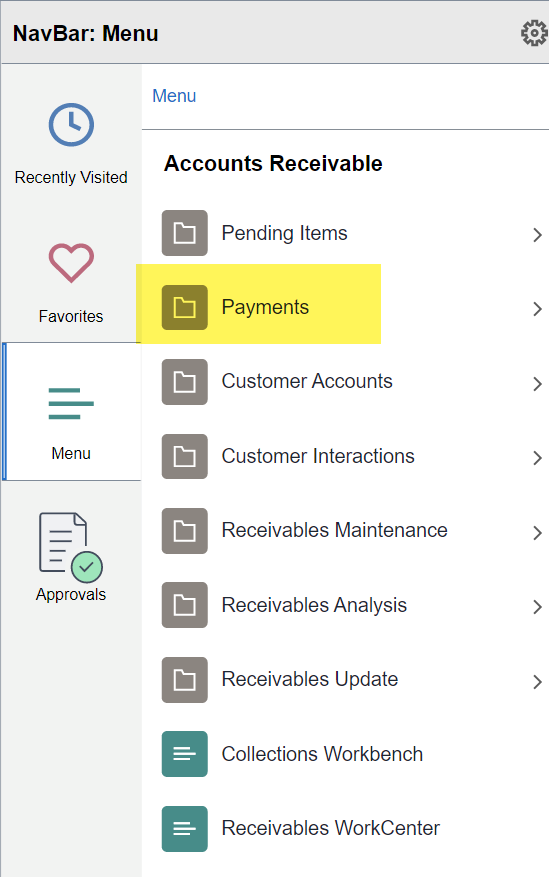 NavBar: Menu
Recently Visited
Favorites
Menu
Approvals
Menu
Accounts Receivable
Pending Items
Payments
Customer Accounts
Customer Interactions
Receivables Maintenance
Receivables Analysis
Receivables Update
Collections Workbench
Receivables WorkCenter